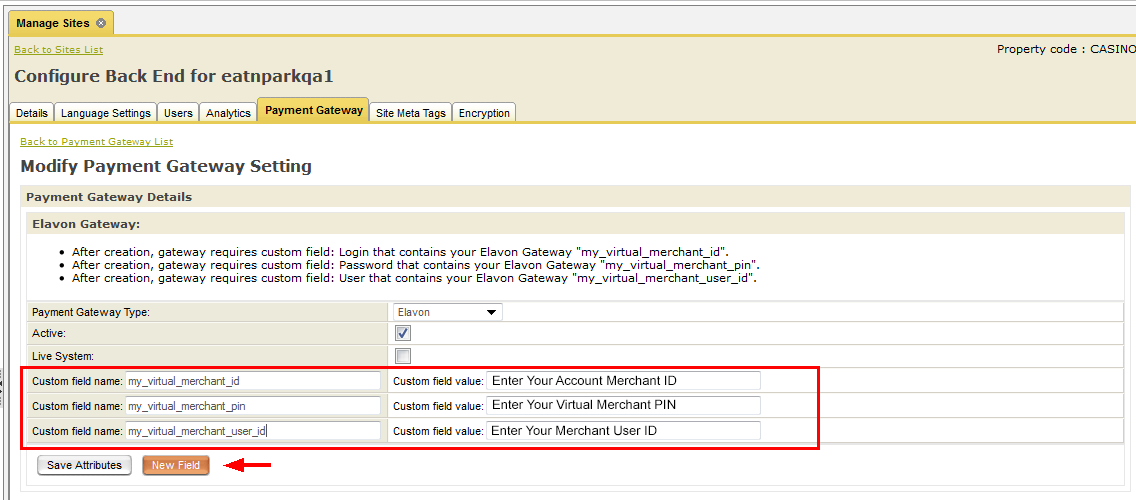 Manage Sites
Back to Sites List
Property code : CASINO
Configure Back End for eatnparkqa1
Details Language Settings Users Analytics Payment Gateway Site Meta Tags Encryption
Back to Payment Gateway List
Modify Payment Gateway Setting
Payment Gateway Details
Elavon Gateway:
• After creation, gateway requires custom field: Login that contains your Elavon Gateway "my_virtual_merchant_id".
• After creation, gateway requires custom field: Password that contains your Elavon Gateway "my_virtual_merchant_pin".
• After creation, gateway requires custom field: User that contains your Elavon Gateway "my_virtual_merchant_user_id".
Payment Gateway Type: Elavon
Active:
Live System:
Custom field name: my_virtual_merchant_id Custom field value: Enter Your Account Merchant ID
Custom field name: my_virtual_merchant_pin Custom field value: Enter Your Virtual Merchant PIN
Custom field name: my_virtual_merchant_user_id Custom field value: Enter Your Merchant User ID
Save Attributes New Field